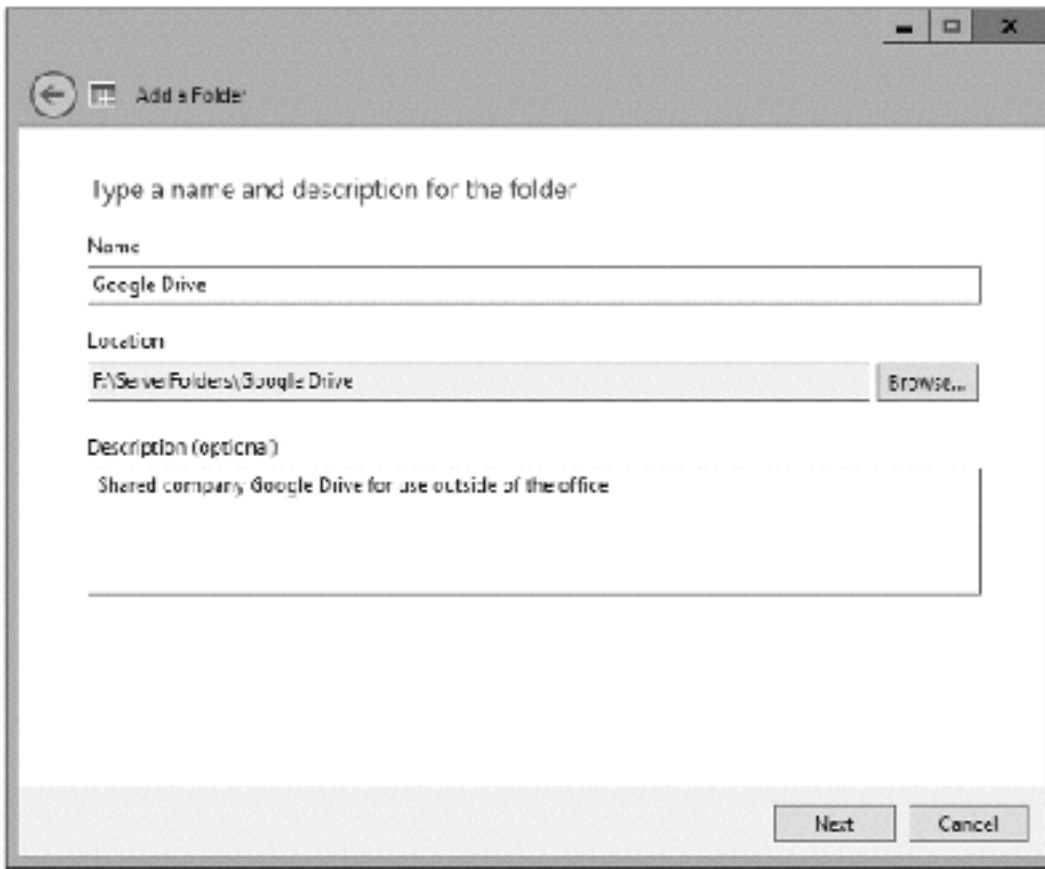 Add a Folder
Type a name and description for the folder
Name
Google Drive
Location
F:\ServerFolders\Google Drive
Browse...
Description (optional)
Shared company Google Drive for use outside of the office
Next
Cancel